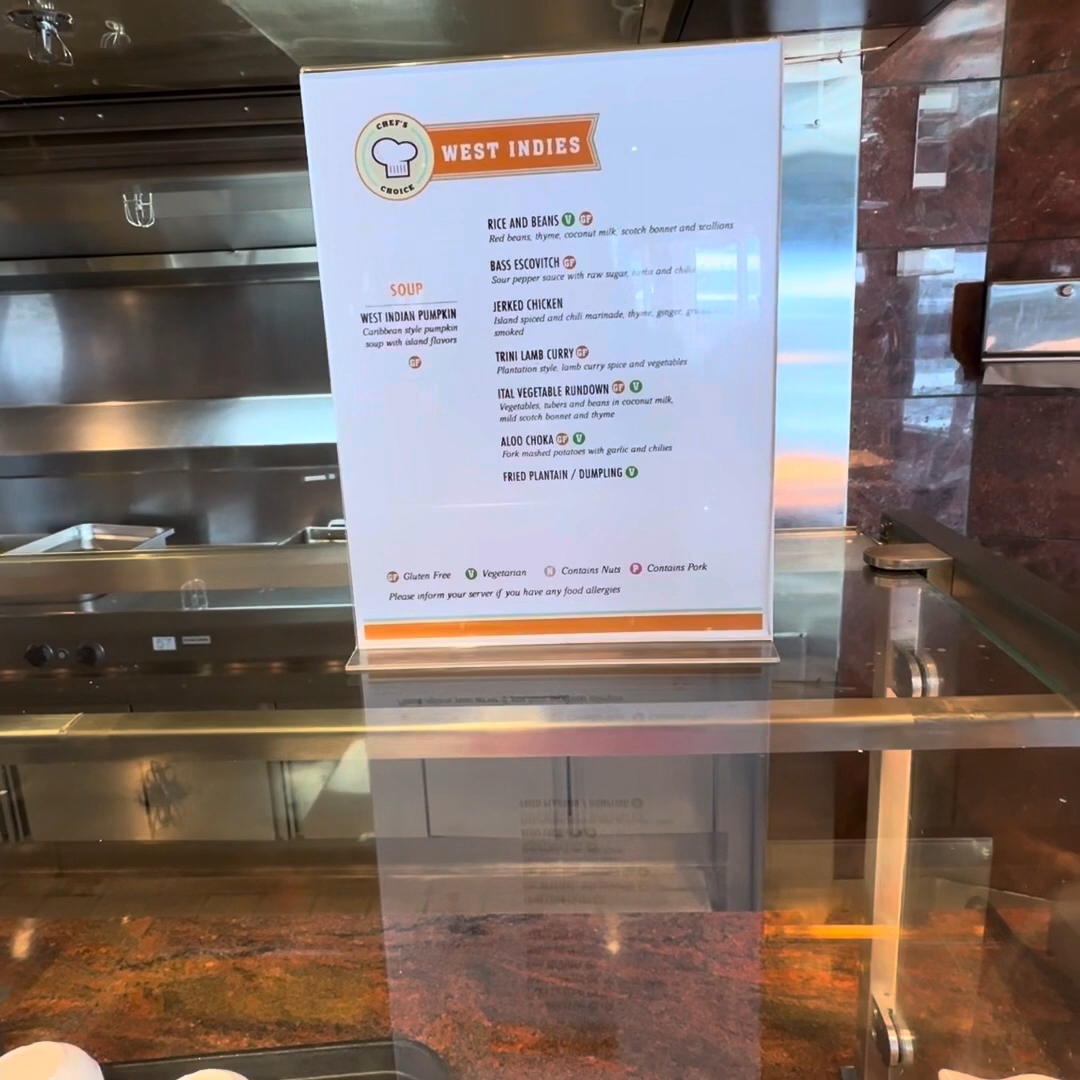 CHEF'S
CHOICE
WEST INDIES
SOUP
WEST INDIAN PUMPKIN
Caribbean style pumpkin
soup with island flavors
GF
RICE AND BEANS V GF
Red beans, thyme, coconut milk, scotch bonnet and scallions
BASS ESCOVITCH GF
Sour pepper sauce with raw sugar, and
JERKED CHICKEN
Island spiced and chili marinade, thyme, ginger,
smoked
TRINI LAMB CURRY GF
Plantation style, lamb curry spice and vegetables
ITAL VEGETABLE RUNDOWN GF V
Vegetables, tubers and beans in coconut milk,
mild scotch bonnet and thyme
ALOO CHOKA GF V
Fork mashed potatoes with garlic and chilies
FRIED PLANTAIN / DUMPLING V
GF Gluten Free V Vegetarian N Contains Nuts P Contains Pork
Please inform your server if you have any food allergies